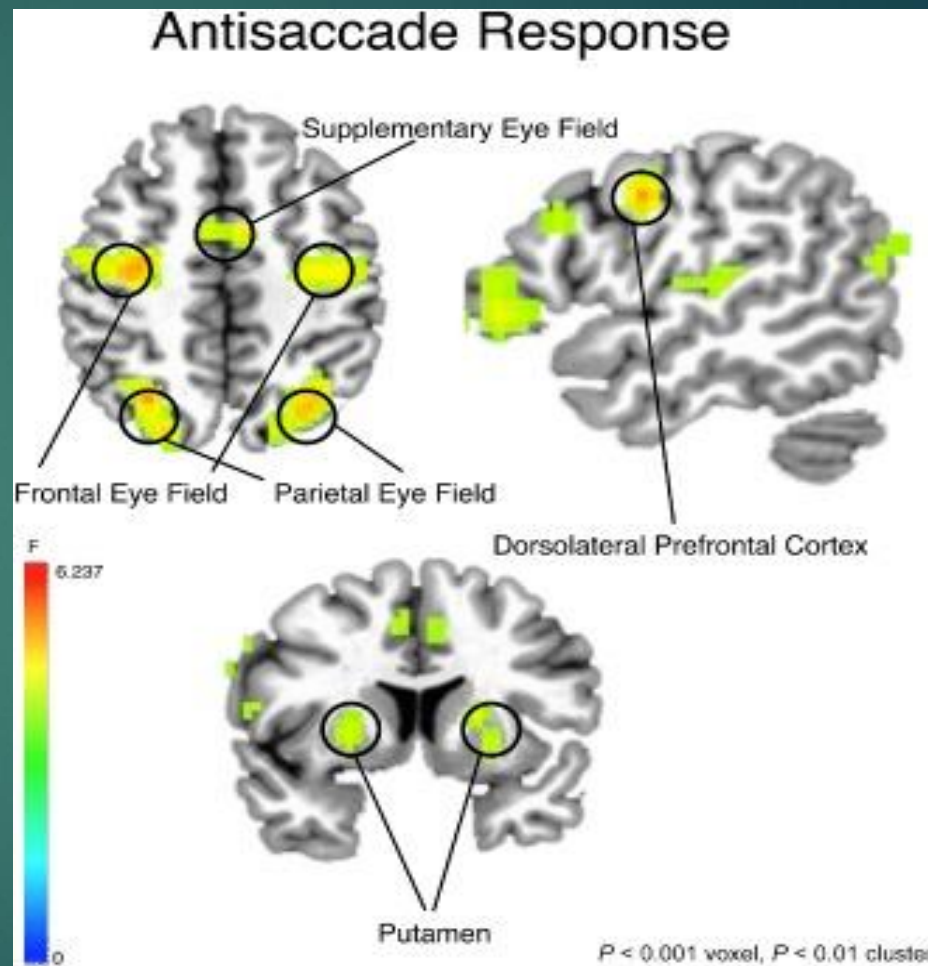 Antisaccade Response
Supplementary Eye Field
Frontal Eye Field
Parietal Eye Field
Dorsolateral Prefrontal Cortex
F
6.237
0
Putamen
P < 0.001 voxel, P < 0.01 cluster